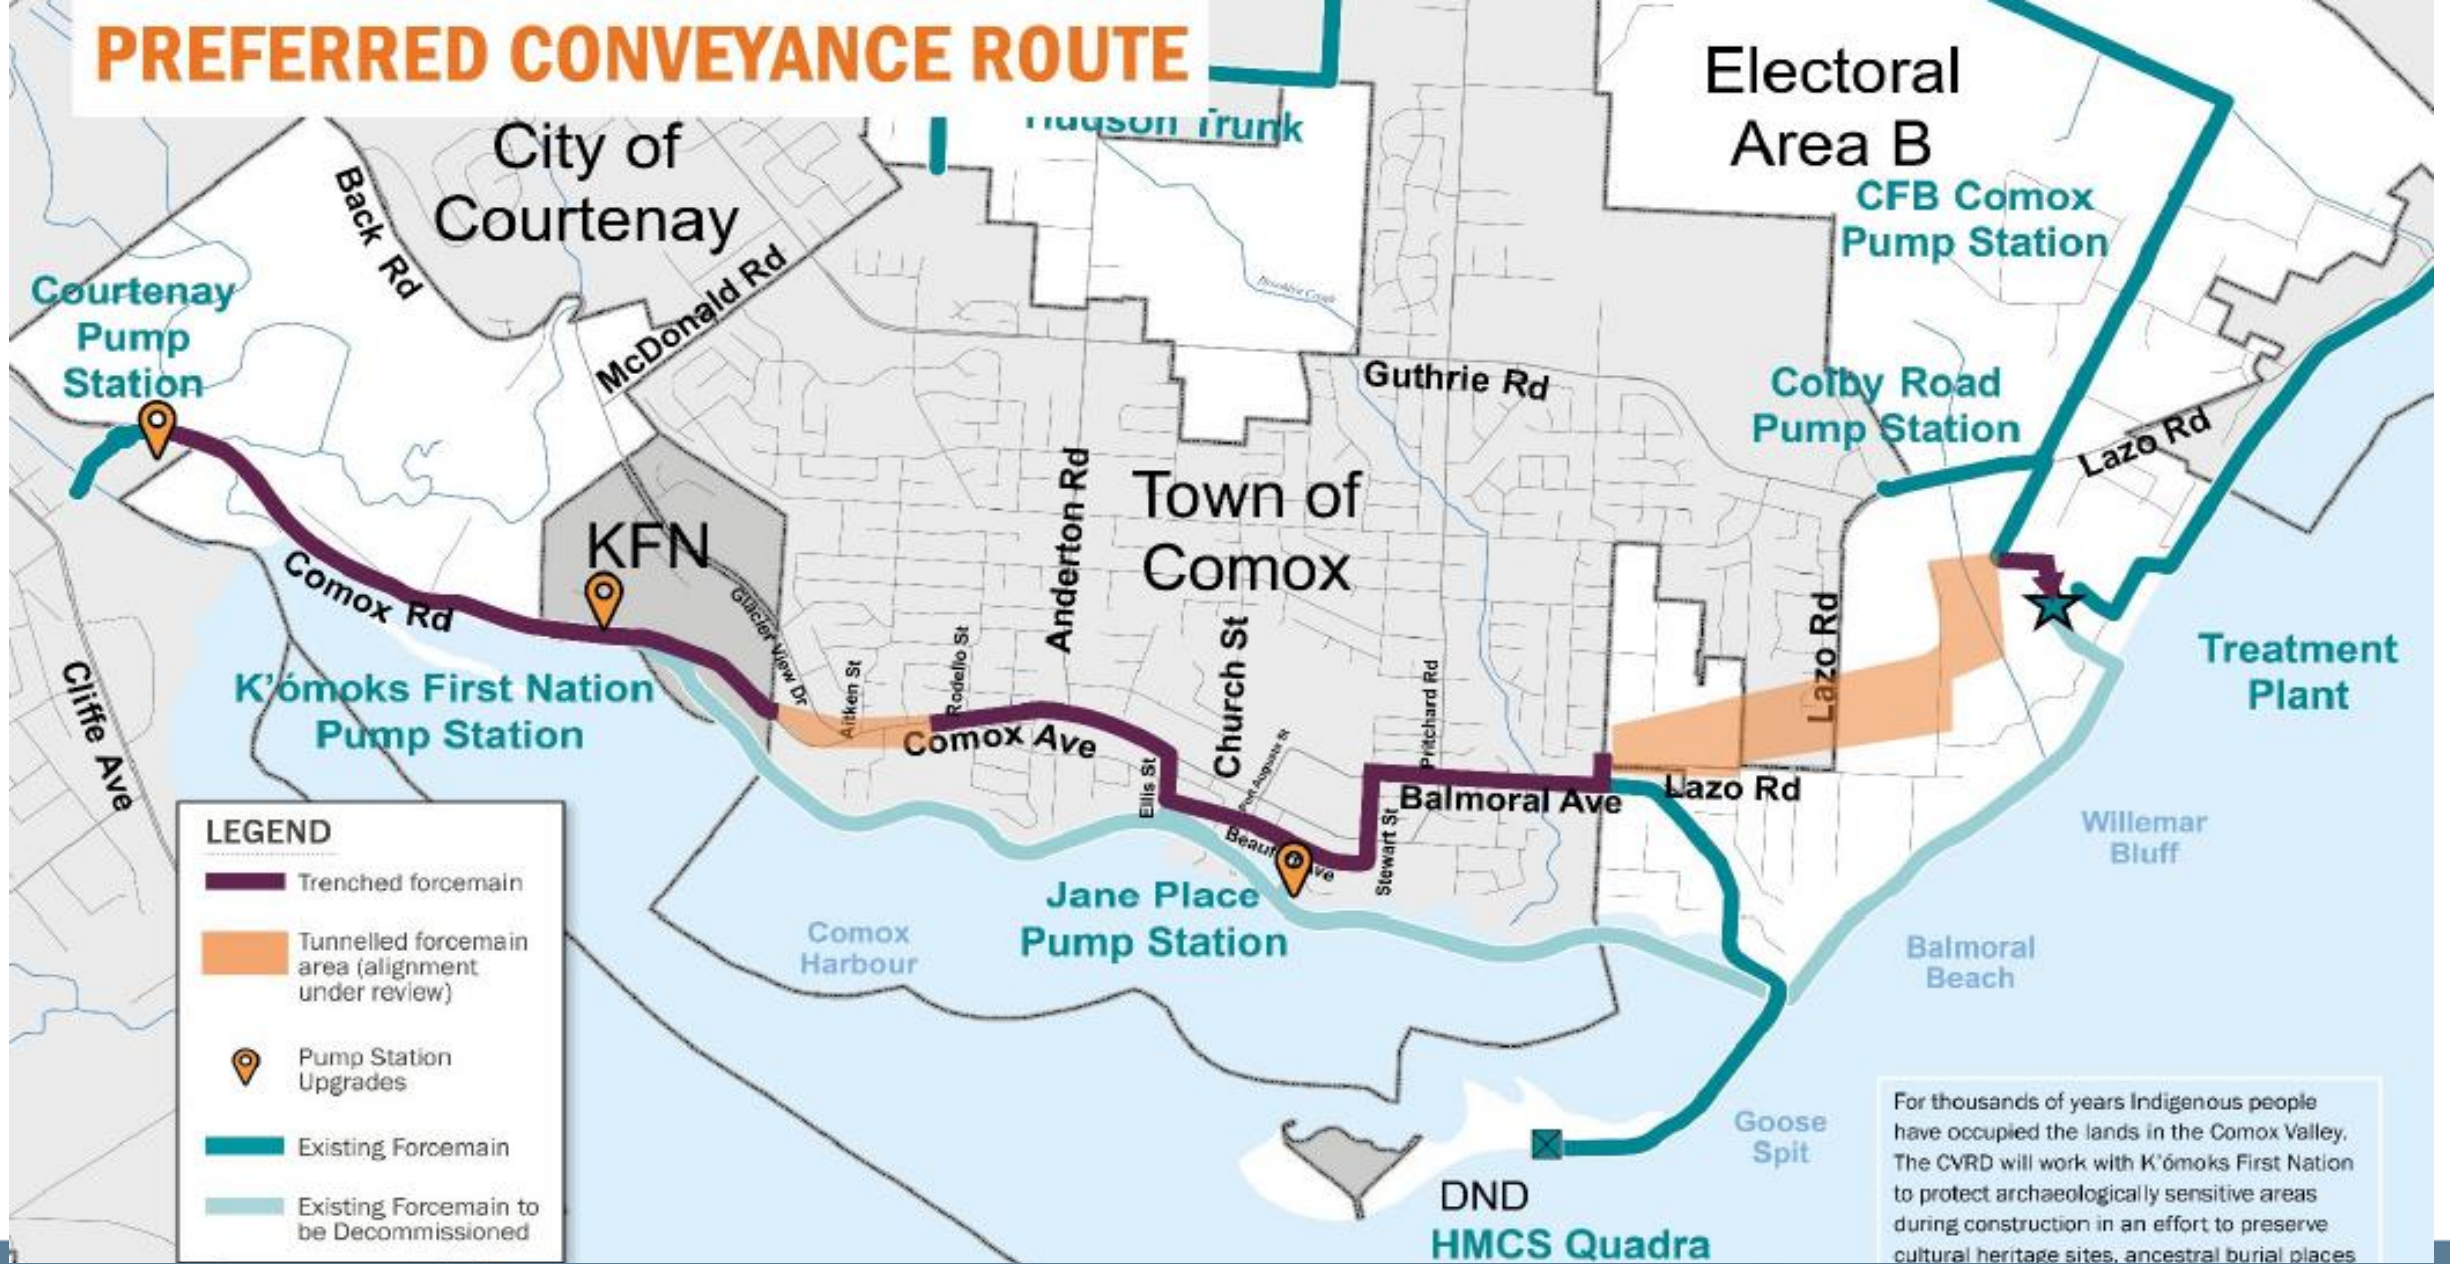 PREFERRED CONVEYANCE ROUTE
Hudson Trunk
City of
Courtenay
Electoral
Area B
CFB Comox
Pump Station
Back Rd
McDonald Rd
Courtenay
Pump
Station
Guthrie Rd
Colby Road
Pump Station
Lazo Rd
KFN
Anderton Rd
Town of
Comox
Comox Rd
Glacier View Dr
Aitken St
Rodello St
Church St
Port Augusta St
Pritchard Rd
Lazo Rd
Treatment
Plant
K'ómoks First Nation
Pump Station
Cliffe Ave
Comox Ave
Ellis St
Stewart St
Balmoral Ave
Lazo Rd
Jane Place
Pump Station
Comox
Harbour
Willemar
Bluff
Balmoral
Beach
Goose
Spit
DND
HMCS Quadra
LEGEND
Trenched forcemain
Tunnelled forcemain
area (alignment
under review)
Pump Station
Upgrades
Existing Forcemain
Existing Forcemain to
be Decommissioned
For thousands of years Indigenous people
have occupied the lands in the Comox Valley.
The CVRD will work with K'ómoks First Nation
to protect archaeologically sensitive areas
during construction in an effort to preserve
cultural heritage sites, ancestral burial places